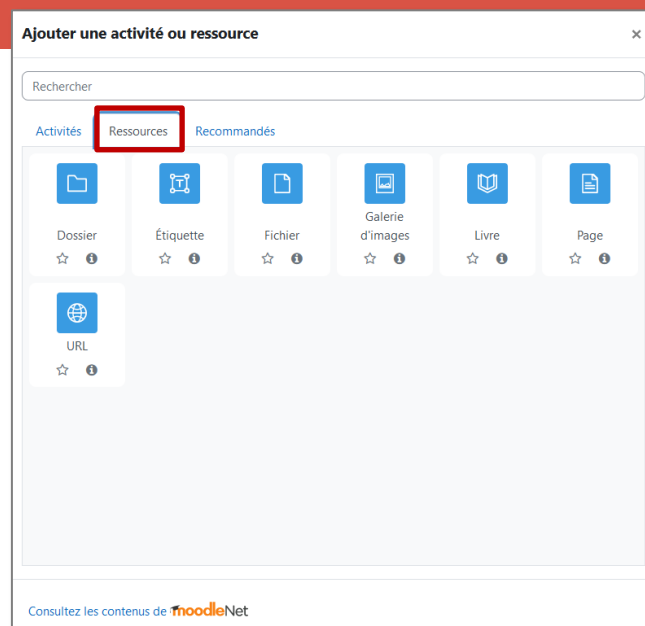 Ajouter une activité ou ressource
Rechercher
Activités Ressources Recommandés
Dossier Étiquette Fichier Galerie d'images Livre Page
URL
Consultez les contenus de moodleNet